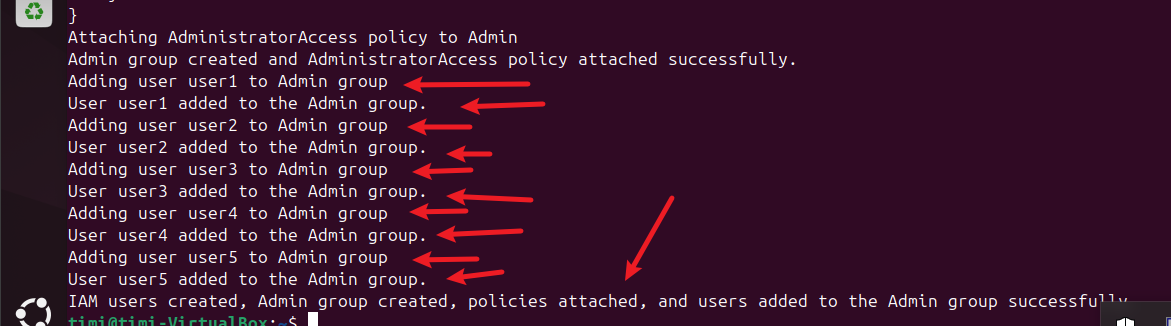 }
Attaching AdministratorAccess policy to Admin
Admin group created and AdministratorAccess policy attached successfully.
Adding user user1 to Admin group
User user1 added to the Admin group.
Adding user user2 to Admin group
User user2 added to the Admin group.
Adding user user3 to Admin group
User user3 added to the Admin group.
Adding user user4 to Admin group
User user4 added to the Admin group.
Adding user user5 to Admin group
User user5 added to the Admin group.
IAM users created, Admin group created, policies attached, and users added to the Admin group successfully
timi@timi-VirtualBox:~$